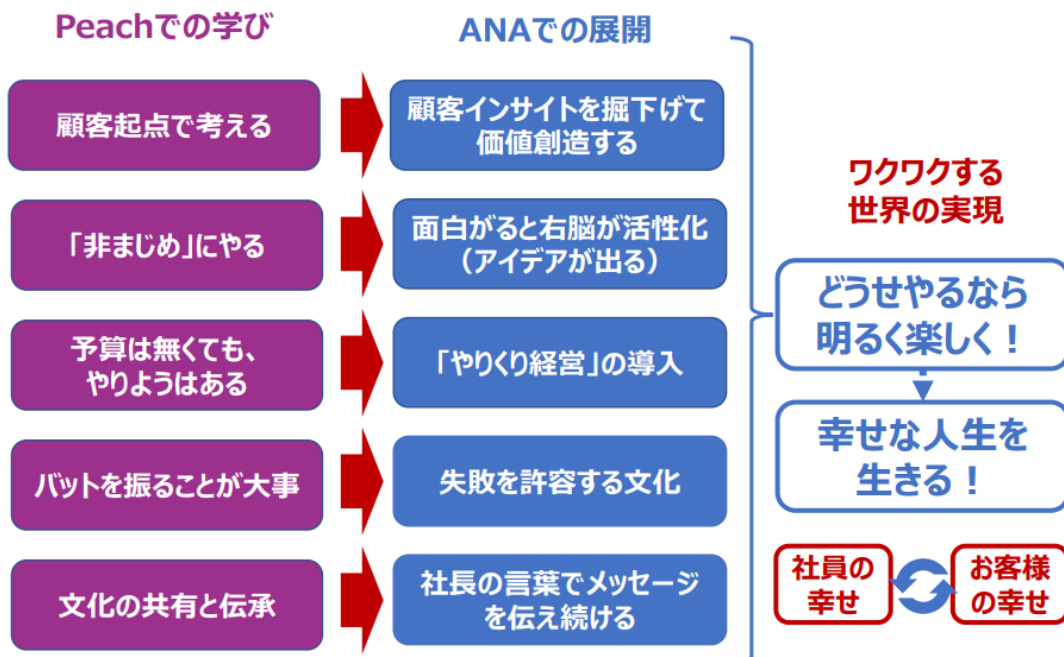 Peachでの学び
ANAでの展開
顧客起点で考える
顧客インサイトを掘下げて
価値創造する
「非まじめ」にやる
面白がると右脳が活性化
（アイデアが出る）
予算は無くても、
やりようはある
「やりくり経営」の導入
バットを振ることが大事
失敗を許容する文化
文化の共有と伝承
社長の言葉でメッセージ
を伝え続ける
ワクワクする
世界の実現
どうせやるなら
明るく楽しく！
幸せな人生を
生きる！
社員の
幸せ
お客様
の幸せ